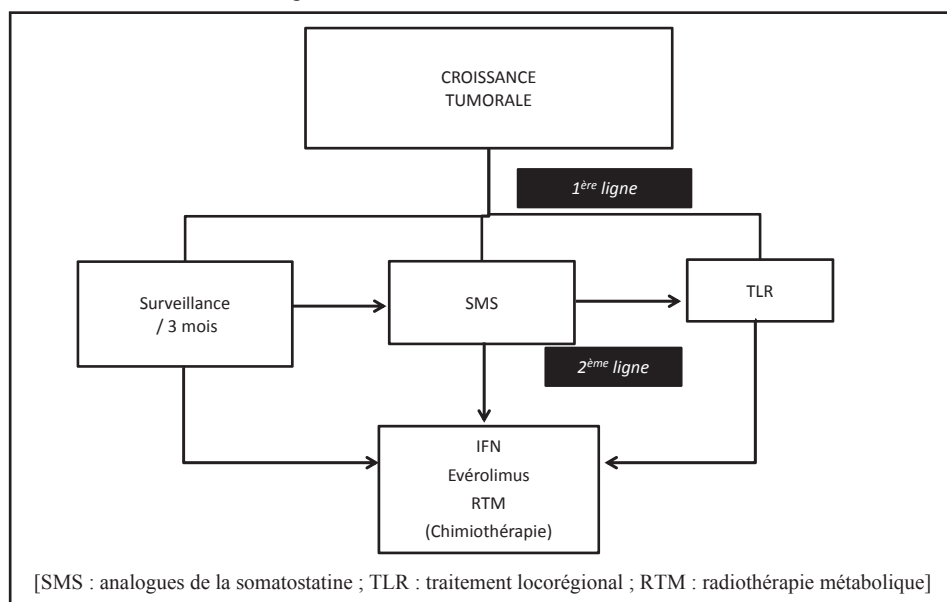 CROISSANCE
TUMORALE
1ère ligne
Surveillance
/ 3 mois
SMS
TLR
2ème ligne
IFN
Evérolimus
RTM
(Chimiothérapie)
[SMS : analogues de la somatostatine ; TLR : traitement locorégional ; RTM : radiothérapie métabolique]